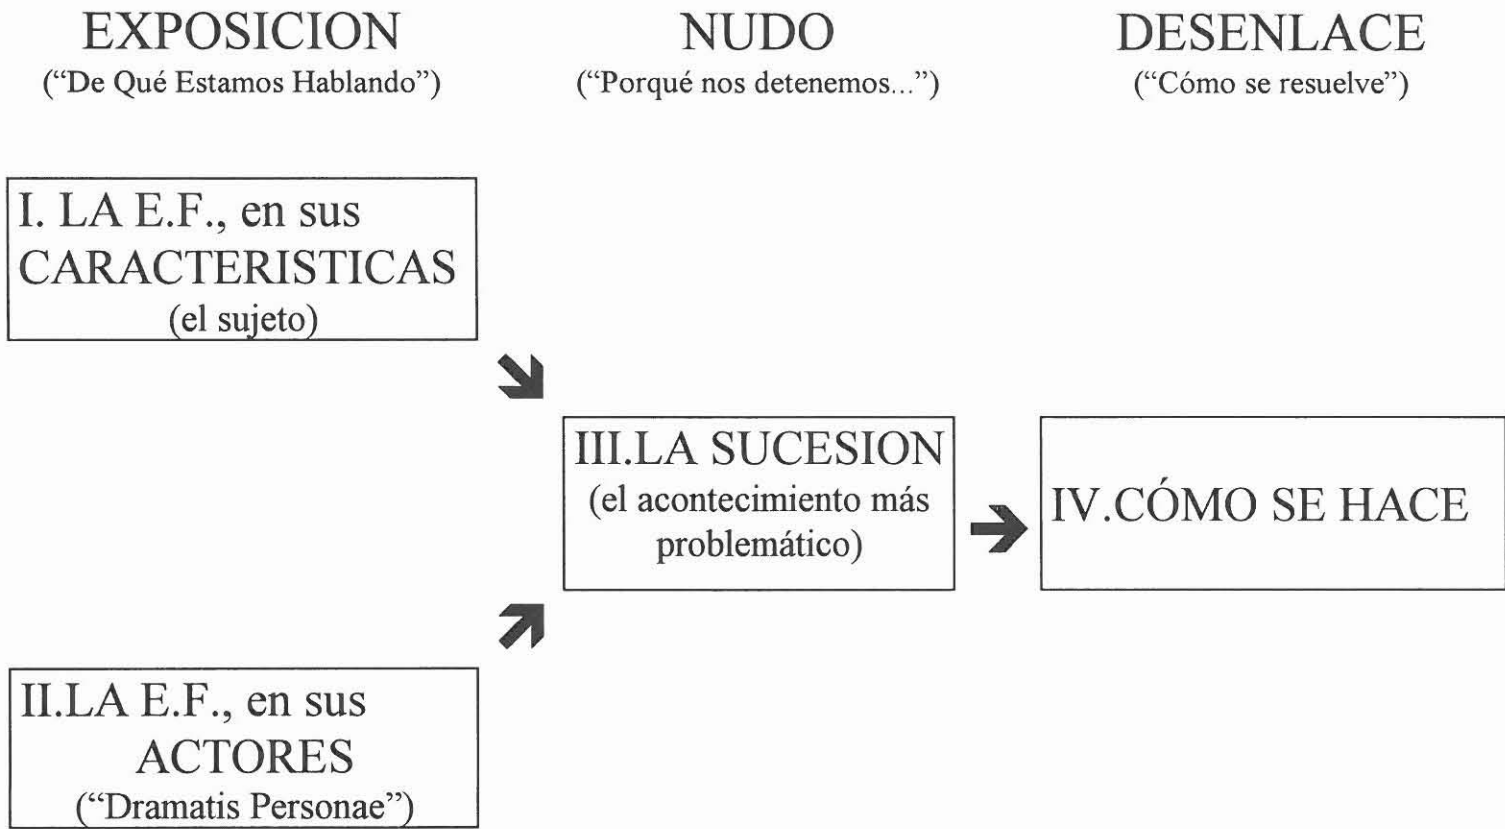 EXPOSICION
("De Qué Estamos Hablando")
NUDO
("Porqué nos detenemos...")
DESENLACE
("Cómo se resuelve")
I. LA E.F., en sus
CARACTERISTICAS
(el sujeto)
III.LA SUCESION
(el acontecimiento más
problemático)
IV.CÓMO SE HACE
II.LA E.F., en sus
ACTORES
("Dramatis Personae")